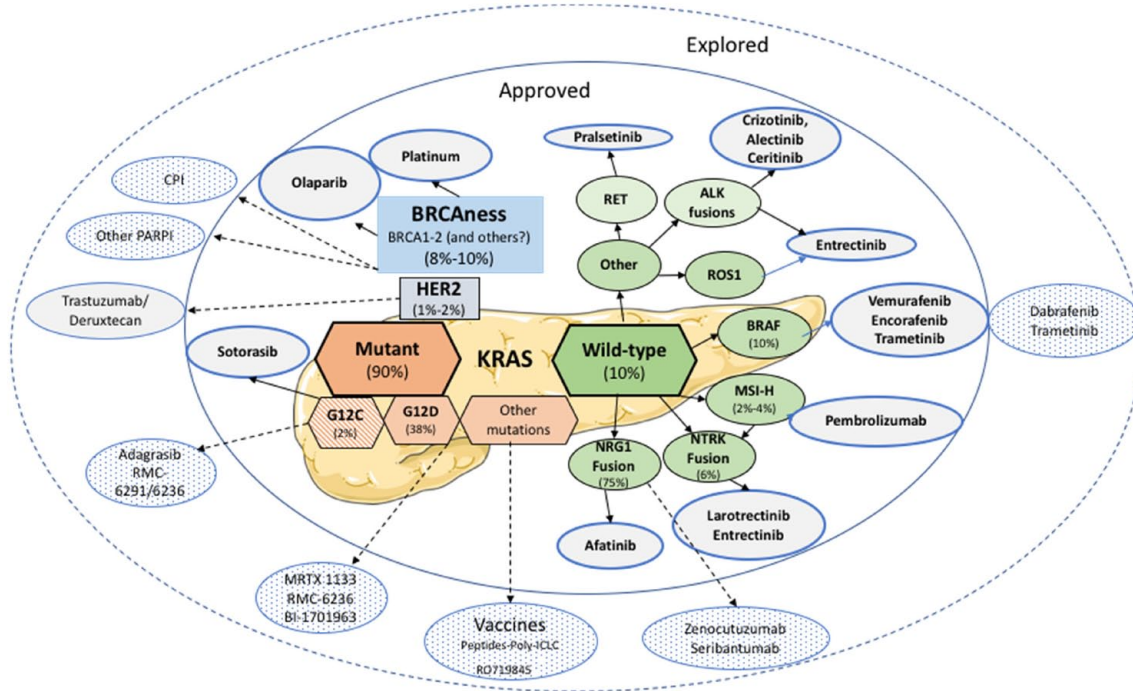 Explored
Approved
CPI
Other PARPI
Trastuzumab/
Deruxtecan
Olaparib
Platinum
BRCAness
BRCA1-2 (and others?)
(8%-10%)
HER2
(1%-2%)
Pralsetinib
Crizotinib,
Alectinib
Ceritinib
RET
ALK
fusions
Other
ROS1
Entrectinib
Sotorasib
Mutant
(90%)
KRAS
Wild-type
(10%)
BRAF
(10%)
Vemurafenib
Encorafenib
Trametinib
Dabrafenib
Trametinib
G12C
(2%)
G12D
(38%)
Other
mutations
MSI-H
(2%-4%)
Pembrolizumab
NRG1
Fusion
(75%)
NTRK
Fusion
(6%)
Adagrasib
RMC-
6291/6236
Afatinib
Larotrectinib
Entrectinib
MRTX 1133
RMC-6236
BI-1701963
Vaccines
Peptides-Poly-ICLC
RO719845
Zenocutuzumab
Seribantumab